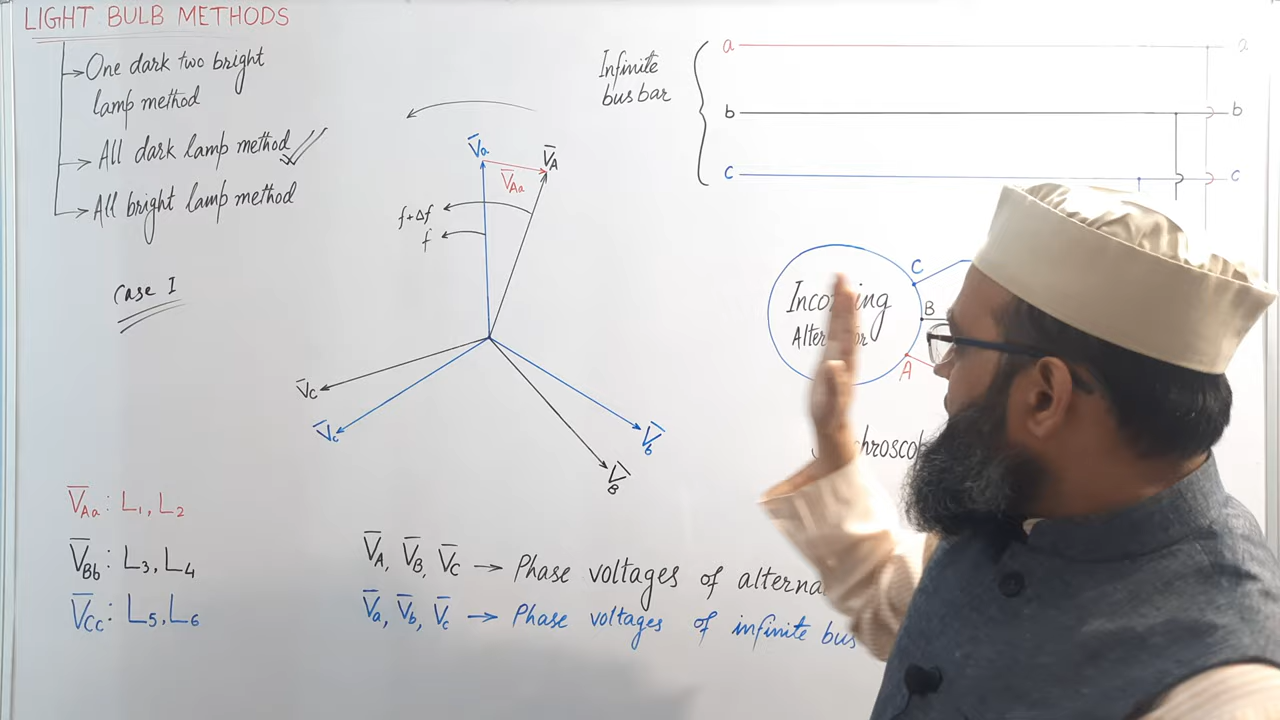 LIGHT BULB METHODS
One dark two bright
lamp method
All dark lamp method
All bright lamp method
Case I
V̅a
V̅A
V̅Aa
f+Δf
f
V̅c
V̅c
V̅b
V̅B
Infinite
bus bar
a
a
b
b
c
c
Incoming
Alternator
C
B
A
V̅Aa : L₁, L₂
V̅Bb : L₃, L₄
V̅Cc : L₅, L₆
V̅A, V̅B, V̅C → Phase voltages of alterna
V̅a, V̅b, V̅c → Phase voltages of infinite bus